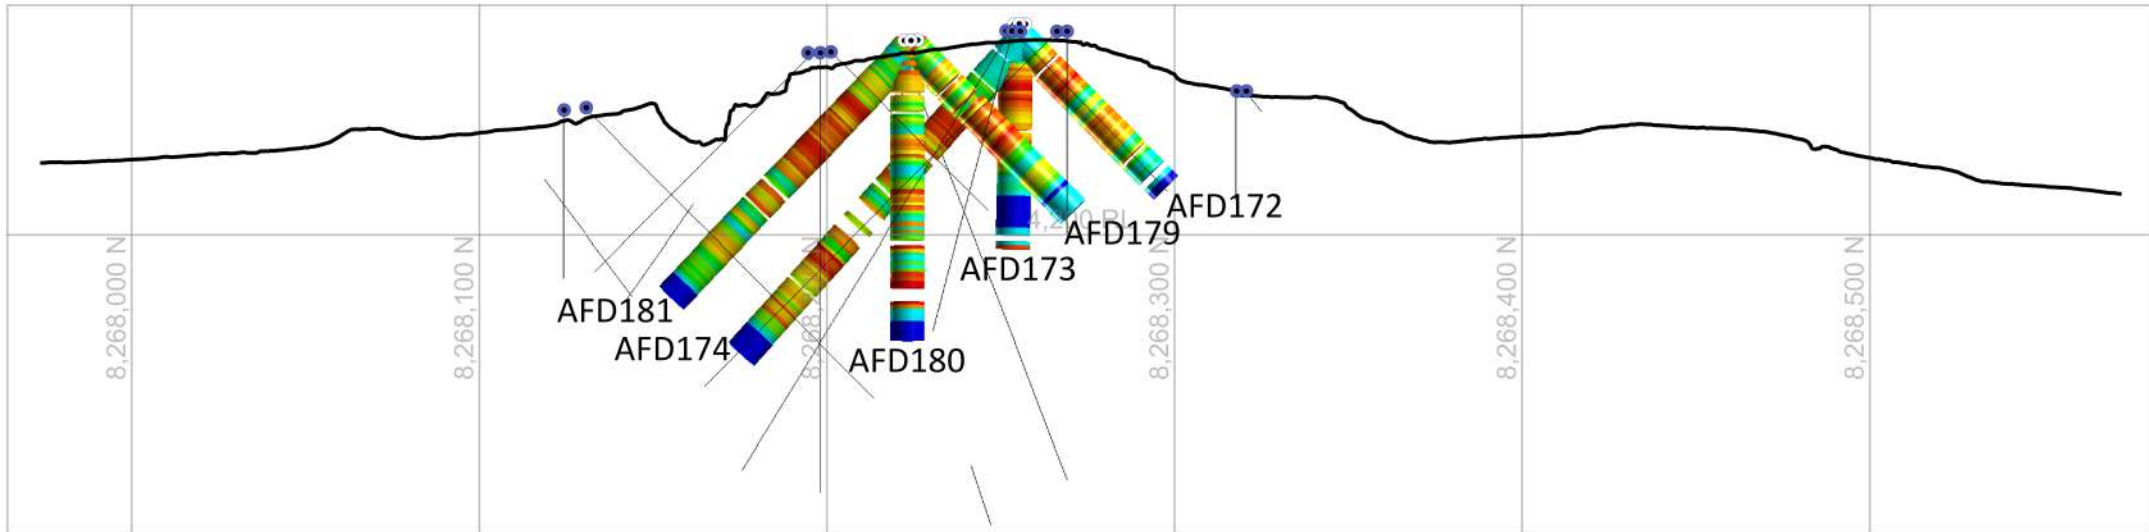 AFD172
AFD179
AFD173
AFD181
AFD174
AFD180
8,268,000 N
8,268,100 N
8,268,300 N
8,268,400 N
8,268,500 N